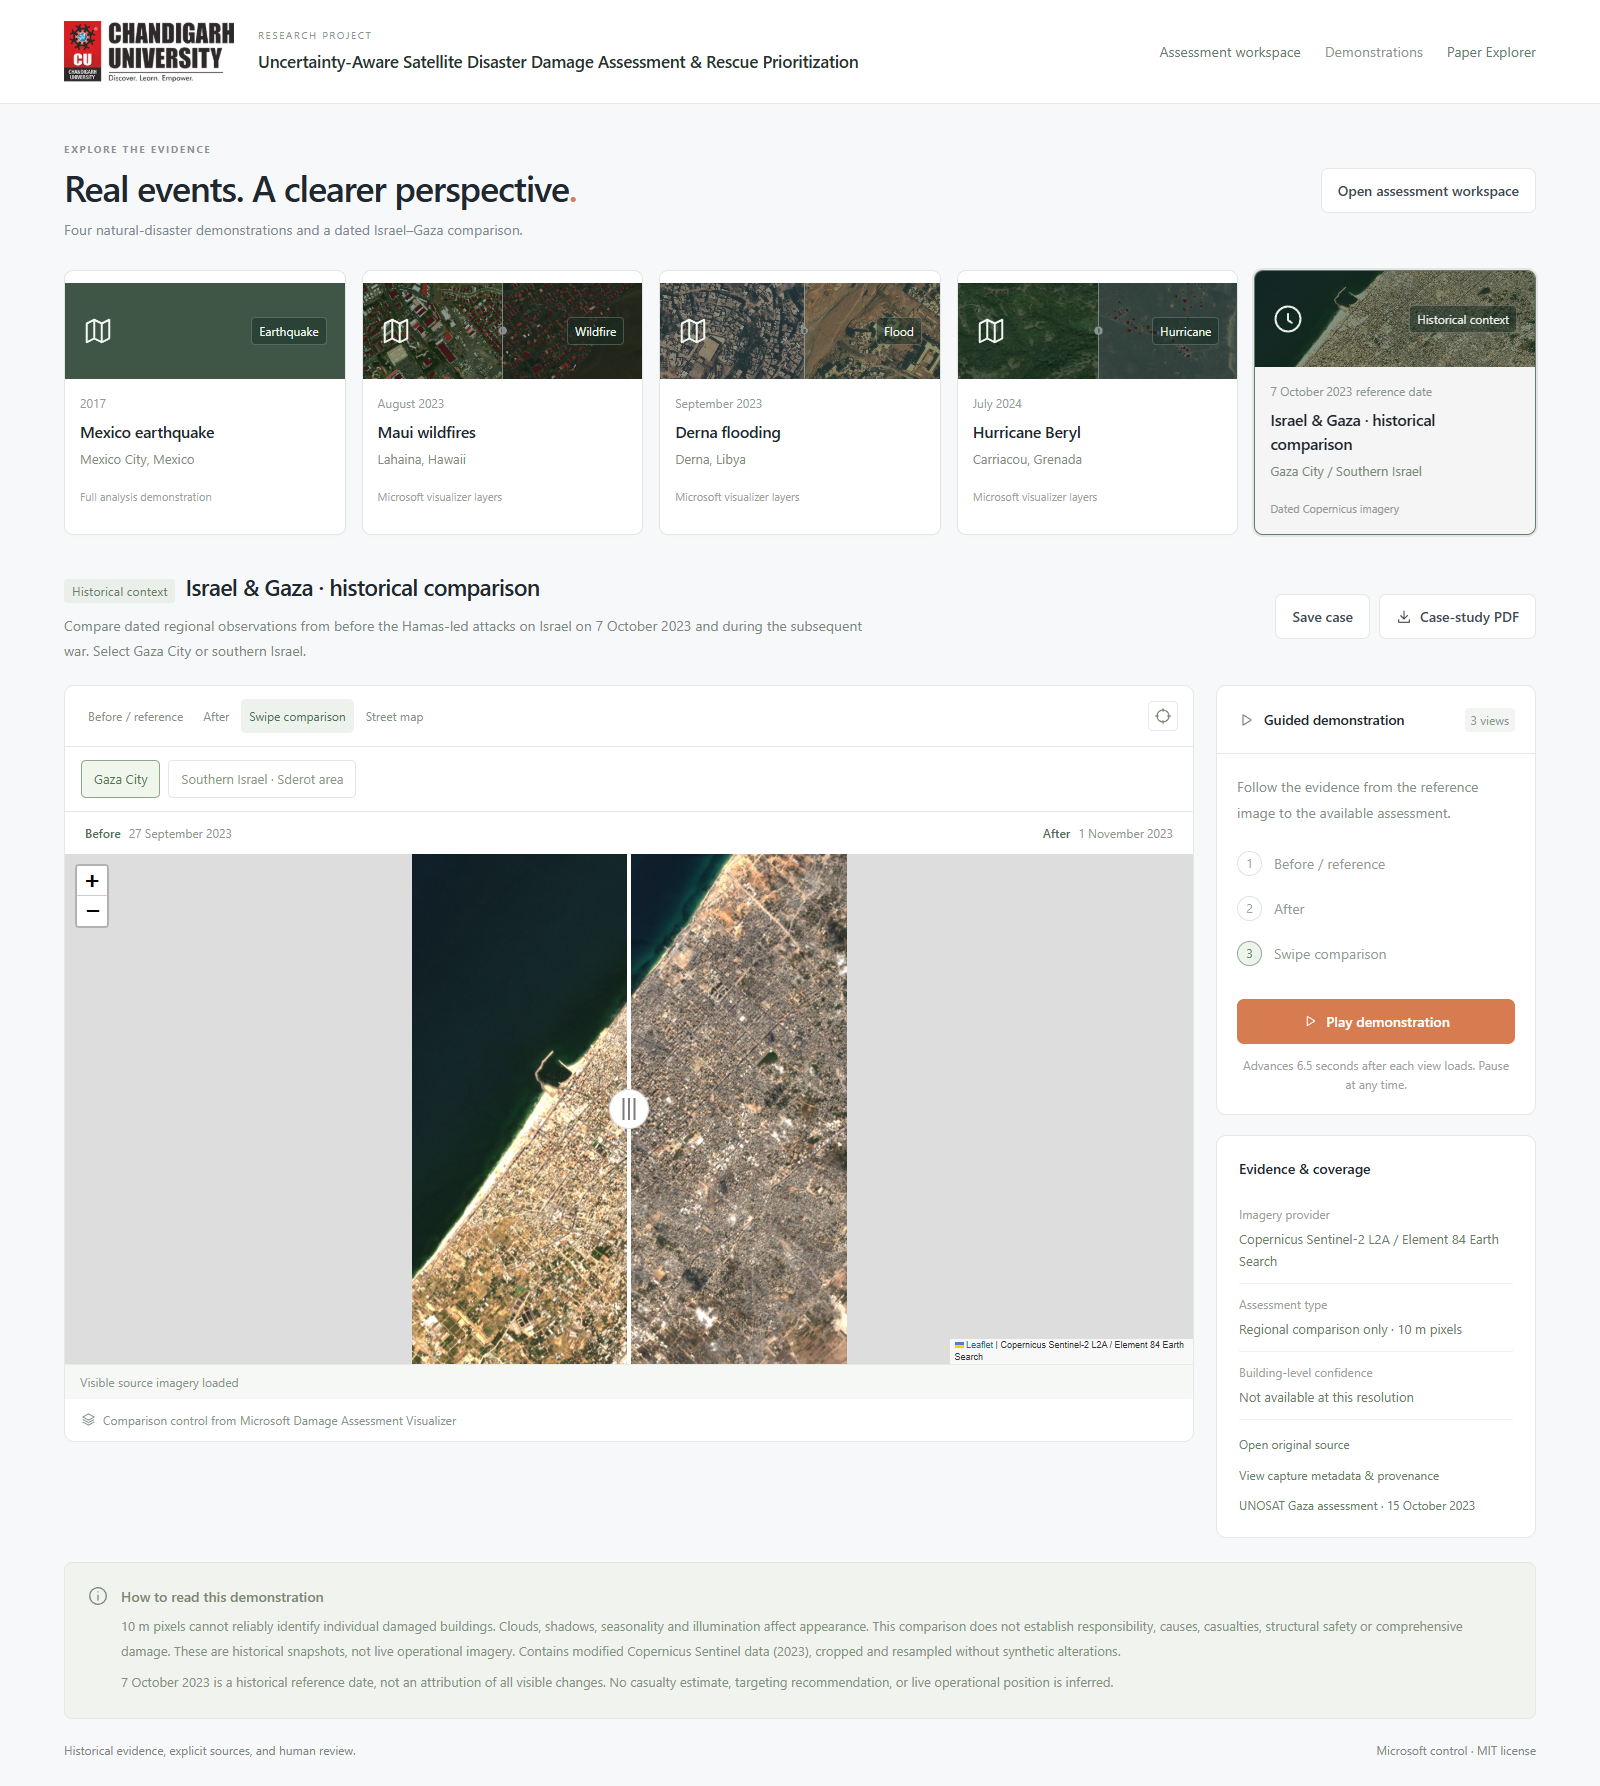 CU
CHANDIGARH
UNIVERSITY
CHANDIGARH
UNIVERSITY
Discover. Learn. Empower.
RESEARCH PROJECT
Uncertainty-Aware Satellite Disaster Damage Assessment & Rescue Prioritization
Assessment workspace
Demonstrations
Paper Explorer
EXPLORE THE EVIDENCE
Real events. A clearer perspective.
Four natural-disaster demonstrations and a dated Israel–Gaza comparison.
Open assessment workspace
Earthquake
2017
Mexico earthquake
Mexico City, Mexico
Full analysis demonstration
Wildfire
August 2023
Maui wildfires
Lahaina, Hawaii
Microsoft visualizer layers
Flood
September 2023
Derna flooding
Derna, Libya
Microsoft visualizer layers
Hurricane
July 2024
Hurricane Beryl
Carriacou, Grenada
Microsoft visualizer layers
Historical context
7 October 2023 reference date
Israel & Gaza · historical
comparison
Gaza City / Southern Israel
Dated Copernicus imagery
Historical context
Israel & Gaza · historical comparison
Compare dated regional observations from before the Hamas-led attacks on Israel on 7 October 2023 and during the subsequent
war. Select Gaza City or southern Israel.
Save case
Case-study PDF
Before / reference
After
Swipe comparison
Street map
Gaza City
Southern Israel · Sderot area
Before 27 September 2023
After 1 November 2023
+
−
Leaflet | Copernicus Sentinel-2 L2A / Element 84 Earth
Search
Visible source imagery loaded
Comparison control from Microsoft Damage Assessment Visualizer
Guided demonstration
3 views
Follow the evidence from the reference
image to the available assessment.
1 Before / reference
2 After
3 Swipe comparison
Play demonstration
Advances 6.5 seconds after each view loads. Pause
at any time.
Evidence & coverage
Imagery provider
Copernicus Sentinel-2 L2A / Element 84 Earth
Search
Assessment type
Regional comparison only · 10 m pixels
Building-level confidence
Not available at this resolution
Open original source
View capture metadata & provenance
UNOSAT Gaza assessment · 15 October 2023
How to read this demonstration
10 m pixels cannot reliably identify individual damaged buildings. Clouds, shadows, seasonality and illumination affect appearance. This comparison does not establish responsibility, causes, casualties, structural safety or comprehensive
damage. These are historical snapshots, not live operational imagery. Contains modified Copernicus Sentinel data (2023), cropped and resampled without synthetic alterations.
7 October 2023 is a historical reference date, not an attribution of all visible changes. No casualty estimate, targeting recommendation, or live operational position is inferred.
Historical evidence, explicit sources, and human review.
Microsoft control · MIT license